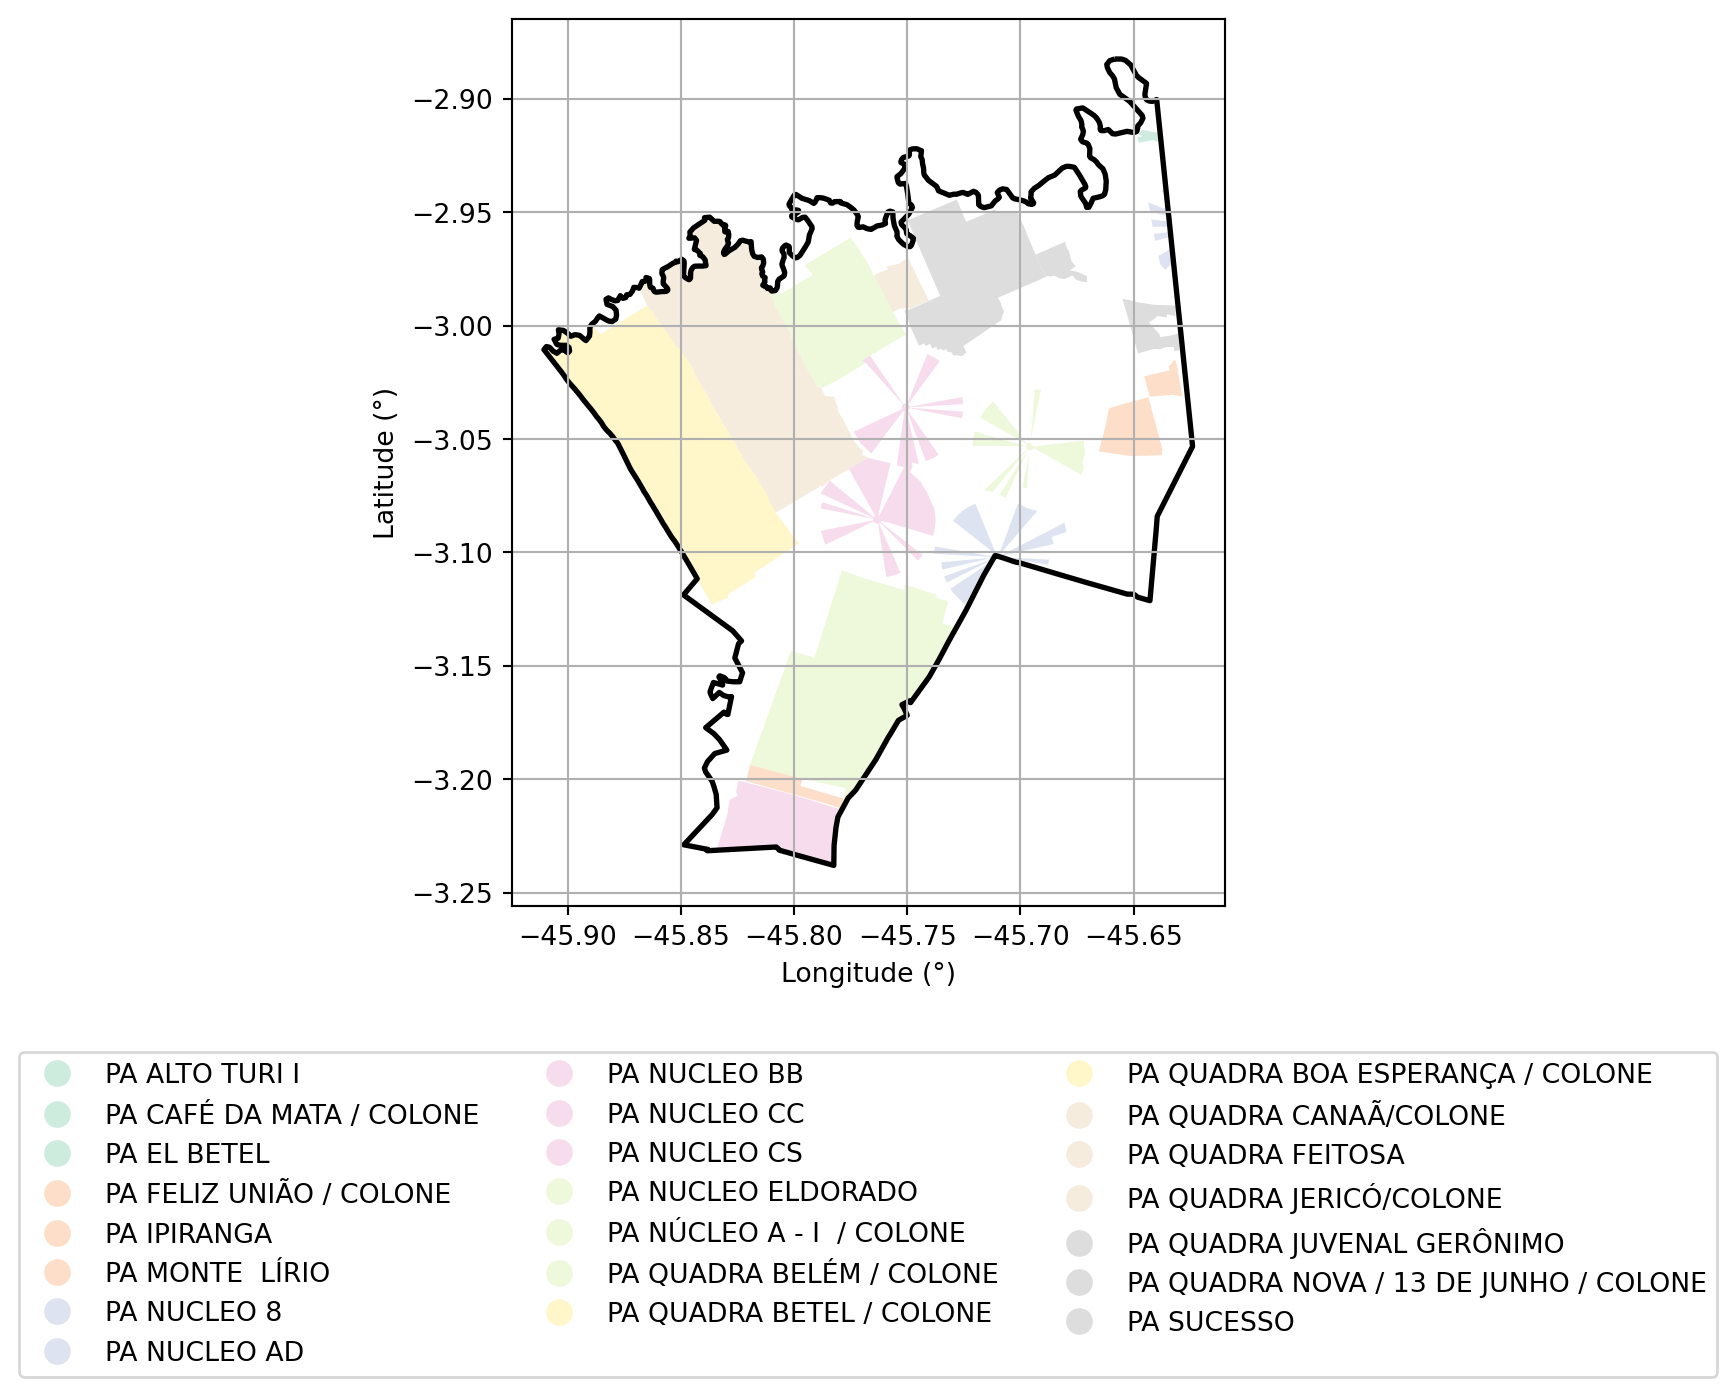 −2.90
−2.95
−3.00
−3.05
−3.10
−3.15
−3.20
−3.25
Latitude (°)
−45.90 −45.85 −45.80 −45.75 −45.70 −45.65
Longitude (°)
PA ALTO TURI I
PA CAFÉ DA MATA / COLONE
PA EL BETEL
PA FELIZ UNIÃO / COLONE
PA IPIRANGA
PA MONTE  LÍRIO
PA NUCLEO 8
PA NUCLEO AD
PA NUCLEO BB
PA NUCLEO CC
PA NUCLEO CS
PA NUCLEO ELDORADO
PA NÚCLEO A - I  / COLONE
PA QUADRA BELÉM / COLONE
PA QUADRA BETEL / COLONE
PA QUADRA BOA ESPERANÇA / COLONE
PA QUADRA CANAÃ/COLONE
PA QUADRA FEITOSA
PA QUADRA JERICÓ/COLONE
PA QUADRA JUVENAL GERÔNIMO
PA QUADRA NOVA / 13 DE JUNHO / COLONE
PA SUCESSO